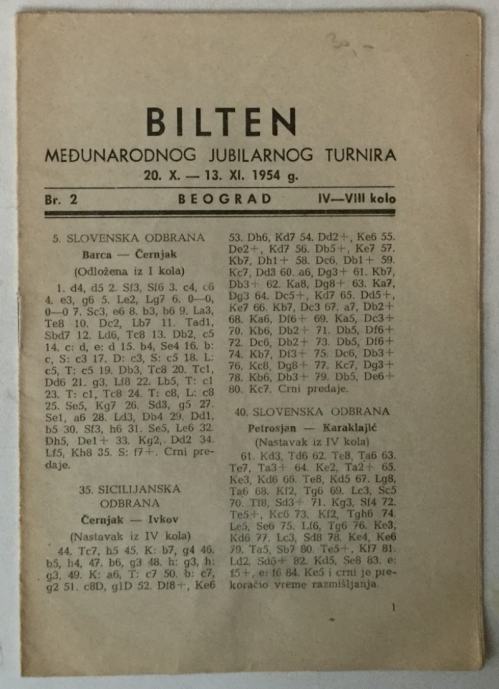 30,-
BILTEN
MEĐUNARODNOG JUBILARNOG TURNIRA
20. X. — 13. XI. 1954 g.
Br. 2 BEOGRAD IV—VIII kolo
5. SLOVENSKA ODBRANA
Barca — Černjak
(Odložena iz I kola)
1. d4, d5 2. Sf3, Sf6 3. c4, c6
4. e3, g6 5. Le2, Lg7 6. 0—0,
0—0 7. Sc3, e6 8. b3, b6 9. La3,
Te8 10. Dc2, Lb7 11. Tad1,
Sbd7 12. Ld6, Tc8 13. Db2, c5
14. c: d, e: d 15. b4, Se4 16. b:
c, S: c3 17. D: c3, S: c5 18. L:
c5, T: c5 19. Db3, Tc8 20. Tc1,
Dd6 21. g3, Lf8 22. Lb5, T: c1
23. T: c1, Tc8 24. T: c8, L: c8
25. Se5, Kg7 26. Sd3, g5 27.
Se1, a6 28. Ld3, Db4 29. Dd1,
b5 30. Sf3, h6 31. Se5, Le6 32.
Dh5, De1+ 33. Kg2, Dd2 34.
Lf5, Kh8 35. S: f7+. Crni pre-
daje.
35. SICILIJANSKA
ODBRANA
Černjak — Ivkov
(Nastavak iz IV kola)
44. Tc7, h5 45. K: b7, g4 46.
b5, h4, 47. b6, g3 48. h: g3, h:
g3, 49. K: a6, T: c7 50. b: c7,
g2 51. c8D, g1D 52. Df8+, Ke6
53. Dh6, Kd7 54. Dd2+, Ke6 55.
De2+, Kd7 56. Db5+, Ke7 57.
Kb7, Dh1+ 58. Dc6, Db1+ 59.
Kc7, Dd3 60. a6, Dg3+ 61. Kb7,
Db3+ 62. Ka8, Dg8+ 63. Ka7,
Dg3 64. Dc5+, Kd7 65. Dd5+,
Ke7 66. Kb7, Dc3 67. a7, Db2+
68. Ka6, Df6+ 69. Ka5, Dc3+
70. Kb6, Db2+ 71. Db5, Df6+
72. Dc6, Db2+ 73. Db5, Df6+
74. Kb7, Df3+ 75. Dc6, Db3+
76. Kc8, Dg8+ 77. Kc7, Dg3+
78. Kb6, Db3+ 79. Db5, De6+
80. Kc7. Crni predaje.
40. SLOVENSKA ODBRANA
Petrosjan — Karaklajić
(Nastavak iz IV kola)
61. Kd3, Td6 62. Te8, Ta6 63.
Te7, Ta3+ 64. Ke2, Ta2+ 65.
Ke3, Kd6 66. Te8, Kd5 67. Lg8,
Ta6 68. Kf2, Tg6 69. Lc3, Sc5
70. Tf8, Sd3+ 71. Kg3, Sf4 72.
Te5+, Kc6 73. Kf2, Tgh6 74.
Le5, Se6 75. Lf6, Tg6 76. Ke3,
Kd6 77. Lc3, Sd8 78. Ke4, Ke6
79. Ta5, Sb7 80. Te5+, Kf7 81.
Ld2, Sd6+ 82. Kd5, Se8 83. e:
f5+, e: f6 84. Ke5 i crni je pre-
koračio vreme razmišljanja.
1